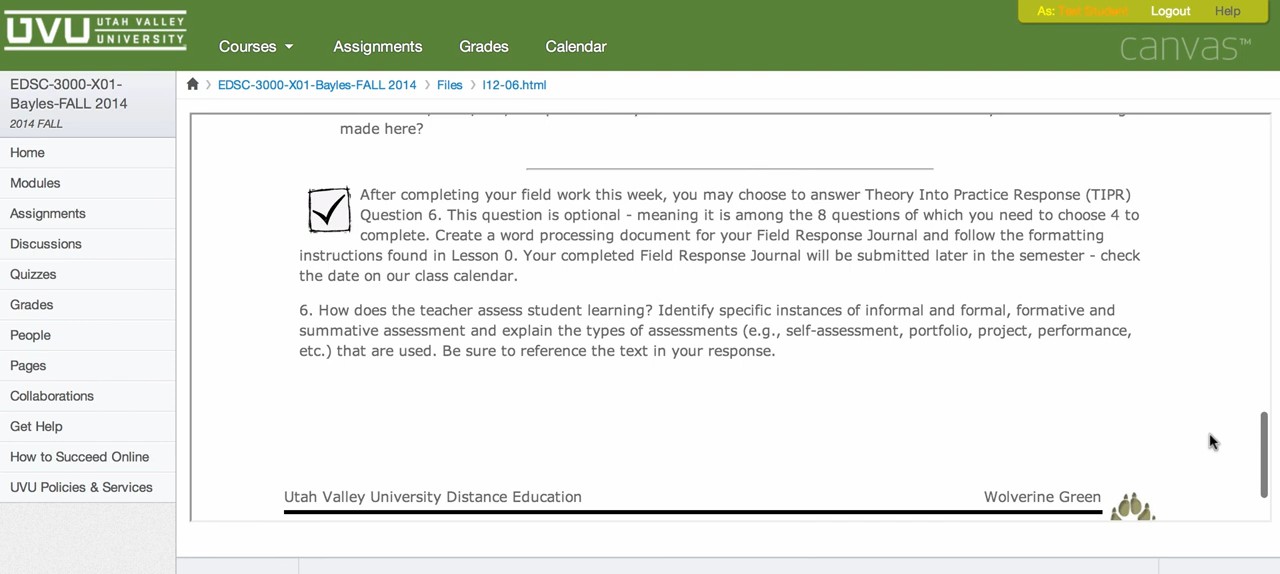 As: Test Student Logout Help
UVU UTAH VALLEY UNIVERSITY
Courses Assignments Grades Calendar
canvas™
EDSC-3000-X01-
Bayles-FALL 2014
2014 FALL
EDSC-3000-X01-Bayles-FALL 2014 Files l12-06.html
Home
Modules
Assignments
Discussions
Quizzes
Grades
People
Pages
Collaborations
Get Help
How to Succeed Online
UVU Policies & Services
made here?
After completing your field work this week, you may choose to answer Theory Into Practice Response (TIPR)
Question 6. This question is optional - meaning it is among the 8 questions of which you need to choose 4 to
complete. Create a word processing document for your Field Response Journal and follow the formatting
instructions found in Lesson 0. Your completed Field Response Journal will be submitted later in the semester - check
the date on our class calendar.
6. How does the teacher assess student learning? Identify specific instances of informal and formal, formative and
summative assessment and explain the types of assessments (e.g., self-assessment, portfolio, project, performance,
etc.) that are used. Be sure to reference the text in your response.
Utah Valley University Distance Education Wolverine Green